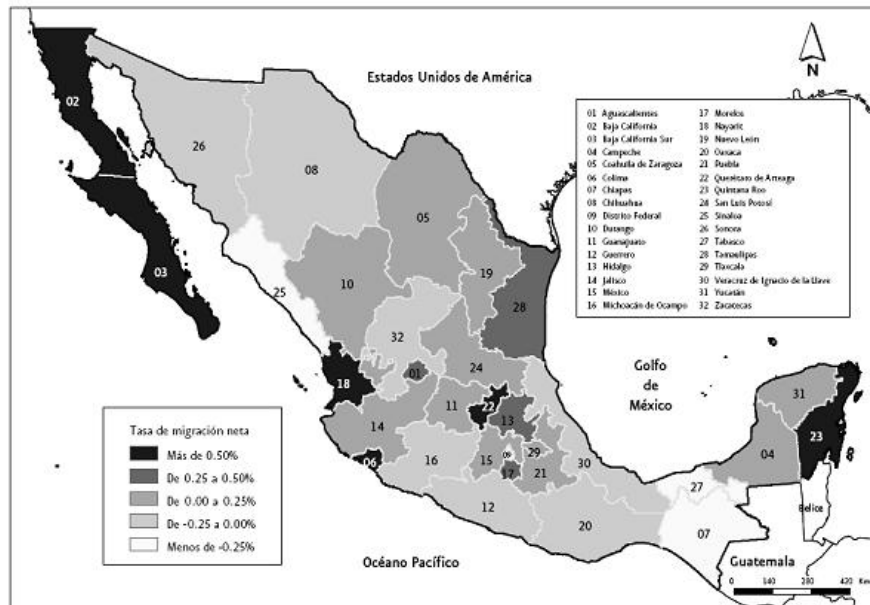 Estados Unidos de América
N
02
26
08
05
03
25
10
19
28
32
18
01
24
14
11
22
13
06
16
15
09
17
29
21
30
12
20
27
07
31
04
23
01 Aguascalientes
02 Baja California
03 Baja California Sur
04 Campeche
05 Coahuila de Zaragoza
06 Colima
07 Chiapas
08 Chihuahua
09 Distrito Federal
10 Durango
11 Guanajuato
12 Guerrero
13 Hidalgo
14 Jalisco
15 México
16 Michoacán de Ocampo
17 Morelos
18 Nayarit
19 Nuevo León
20 Oaxaca
21 Puebla
22 Querétaro de Arteaga
23 Quintana Roo
24 San Luis Potosí
25 Sinaloa
26 Sonora
27 Tabasco
28 Tamaulipas
29 Tlaxcala
30 Veracruz de Ignacio de la Llave
31 Yucatán
32 Zacatecas
Golfo
de
México
Belice
Guatemala
Océano Pacífico
Tasa de migración neta
Más de 0.50%
De 0.25 a 0.50%
De 0.00 a 0.25%
De -0.25 a 0.00%
Menos de -0.25%
0 140 280 420 Km